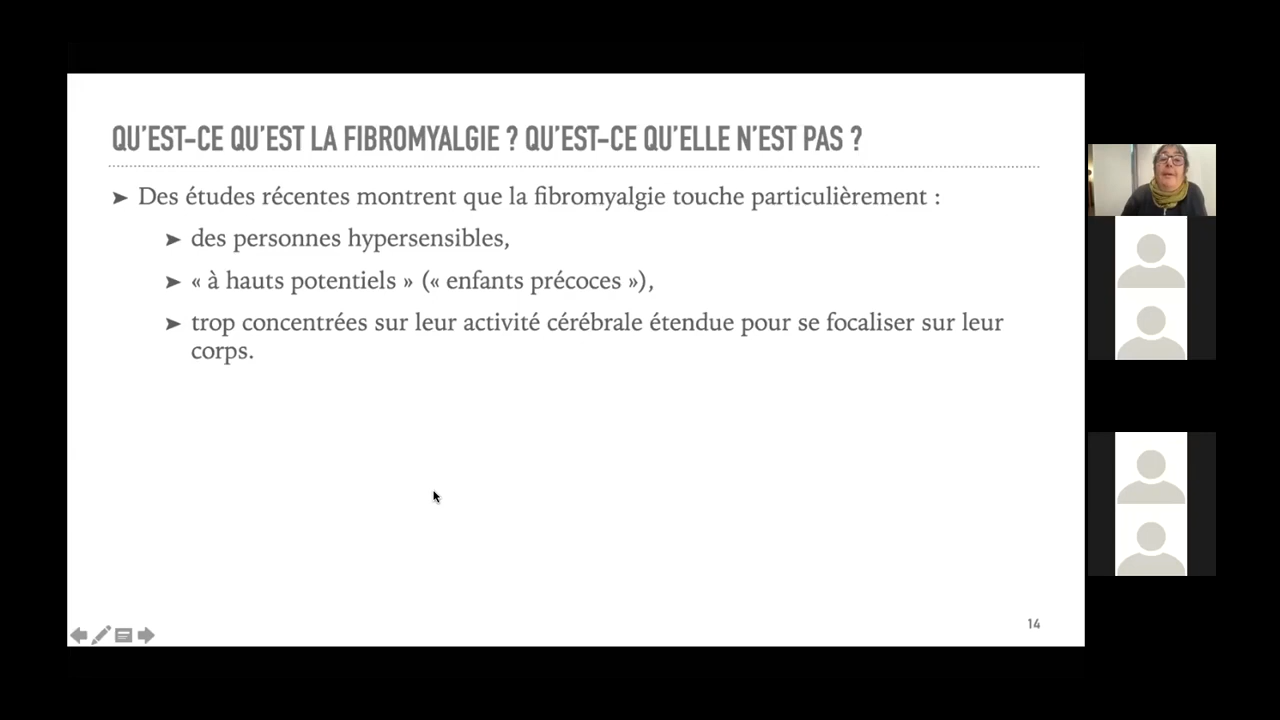 QU'EST-CE QU'EST LA FIBROMYALGIE ? QU'EST-CE QU'ELLE N'EST PAS ?
➤ Des études récentes montrent que la fibromyalgie touche particulièrement :
➤ des personnes hypersensibles,
➤ « à hauts potentiels » (« enfants précoces »),
➤ trop concentrées sur leur activité cérébrale étendue pour se focaliser sur leur
corps.
14